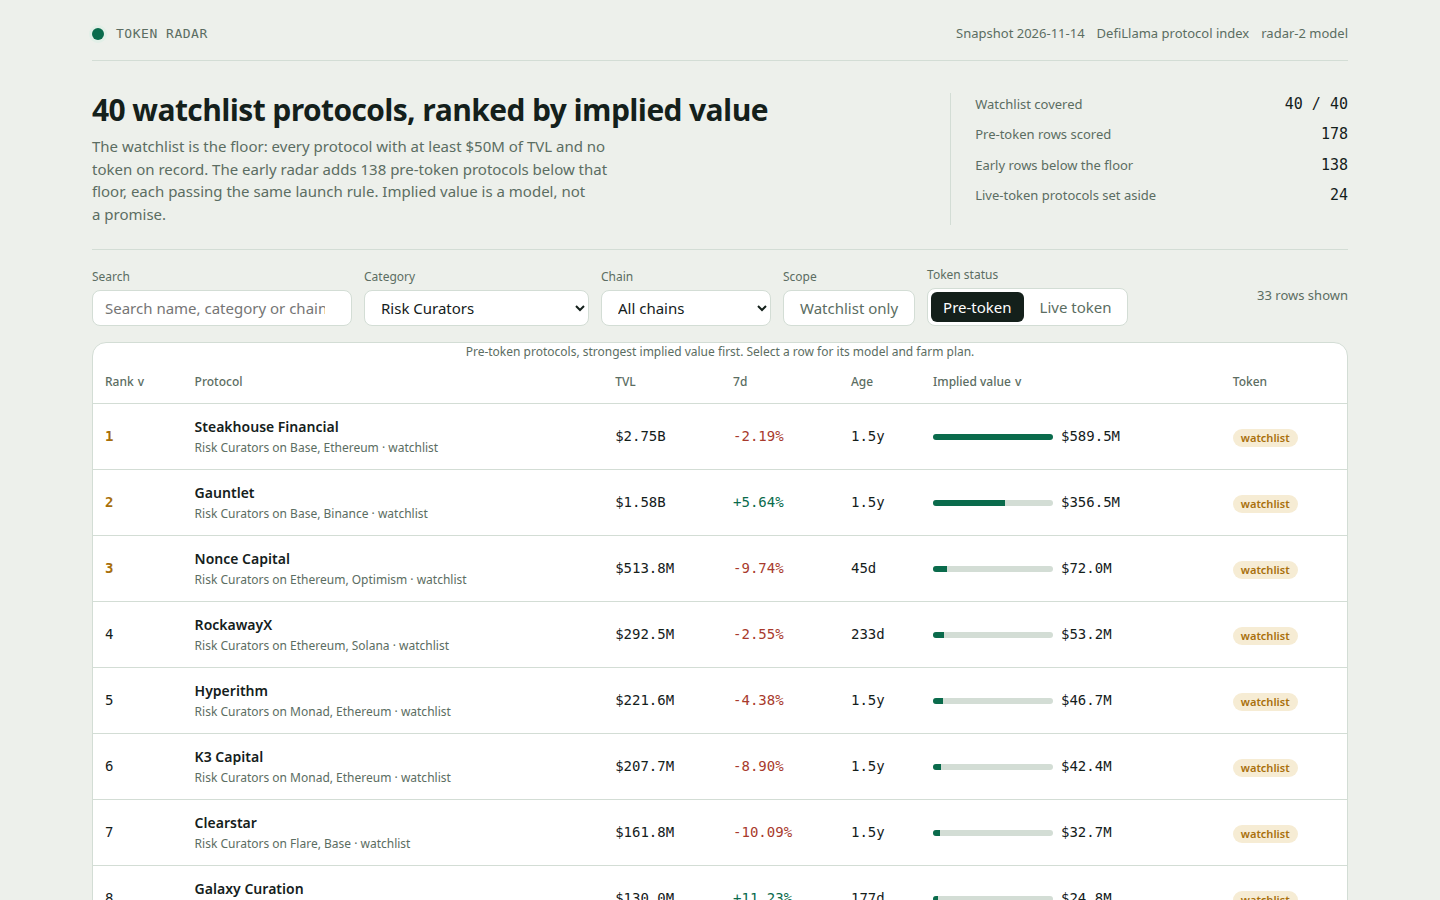 TOKEN RADAR
Snapshot 2026-11-14 DefiLlama protocol index radar-2 model
40 watchlist protocols, ranked by implied value
The watchlist is the floor: every protocol with at least $50M of TVL and no
token on record. The early radar adds 138 pre-token protocols below that
floor, each passing the same launch rule. Implied value is a model, not
a promise.
Watchlist covered 40 / 40
Pre-token rows scored 178
Early rows below the floor 138
Live-token protocols set aside 24
Search
Category
Chain
Scope
Token status
Search name, category or chain
Risk Curators
All chains
Watchlist only
Pre-token
Live token
33 rows shown
Pre-token protocols, strongest implied value first. Select a row for its model and farm plan.
Rank v Protocol TVL 7d Age Implied value v Token
1 Steakhouse Financial $2.75B -2.19% 1.5y $589.5M watchlist
Risk Curators on Base, Ethereum · watchlist
2 Gauntlet $1.58B +5.64% 1.5y $356.5M watchlist
Risk Curators on Base, Binance · watchlist
3 Nonce Capital $513.8M -9.74% 45d $72.0M watchlist
Risk Curators on Ethereum, Optimism · watchlist
4 RockawayX $292.5M -2.55% 233d $53.2M watchlist
Risk Curators on Ethereum, Solana · watchlist
5 Hyperithm $221.6M -4.38% 1.5y $46.7M watchlist
Risk Curators on Monad, Ethereum · watchlist
6 K3 Capital $207.7M -8.90% 1.5y $42.4M watchlist
Risk Curators on Monad, Ethereum · watchlist
7 Clearstar $161.8M -10.09% 1.5y $32.7M watchlist
Risk Curators on Flare, Base · watchlist
8 Galaxy Curation $130.0M +11.23% 177d $24.8M watchlist